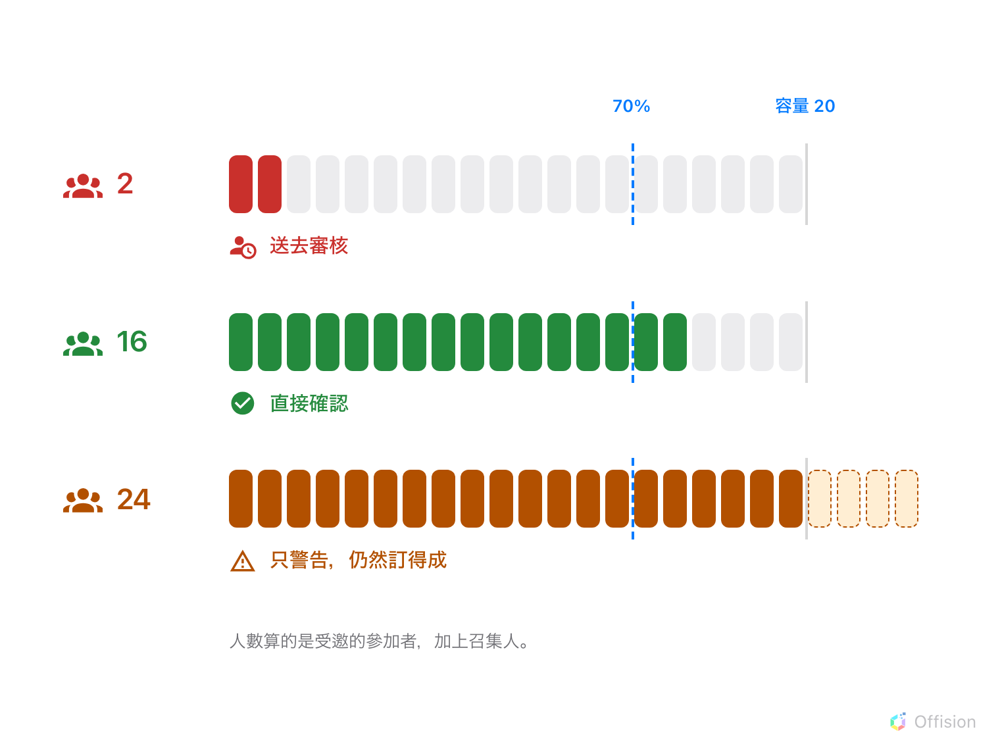 70%
容量 20
2
送去審核
16
直接確認
24
只警告，仍然訂得成
人數算的是受邀的參加者，加上召集人。
Offision